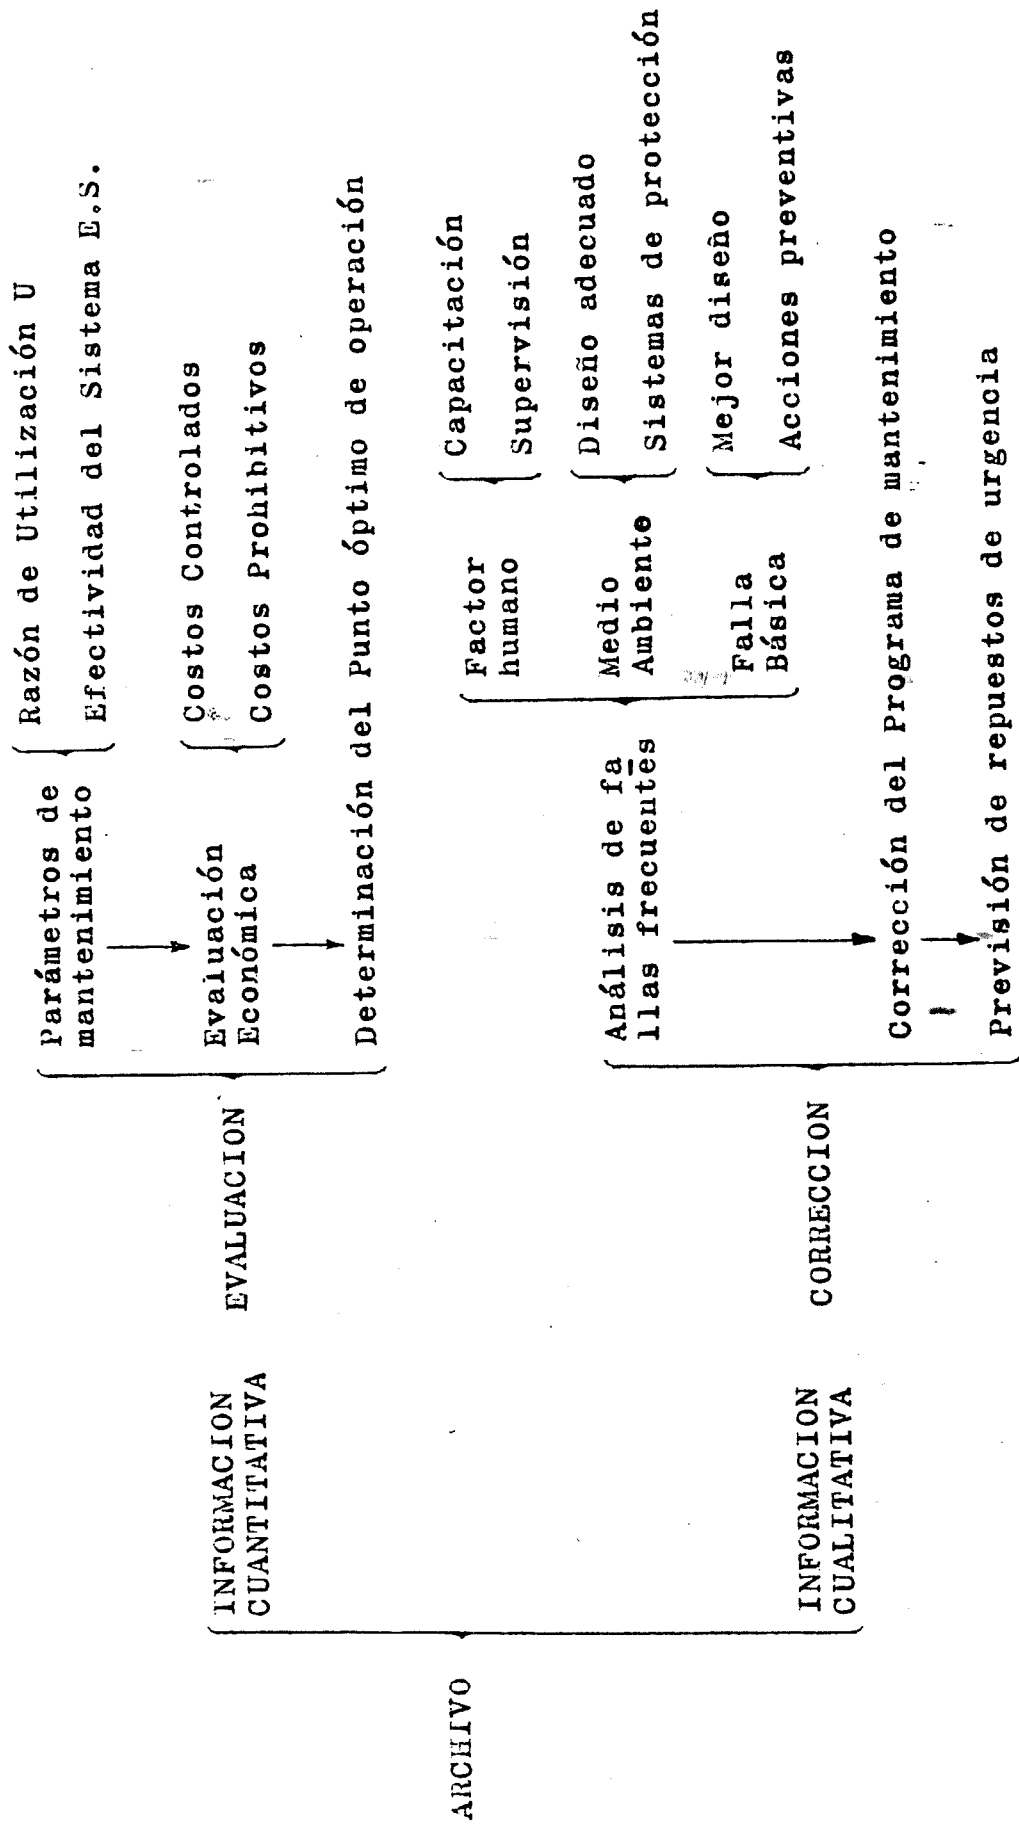 ARCHIVO
INFORMACION
CUANTITATIVA
EVALUACION
Parámetros de
mantenimiento
Razón de Utilización U
Efectividad del Sistema E.S.
Evaluación
Económica
Costos Controlados
Costos Prohibitivos
Determinación del Punto óptimo de operación
INFORMACION
CUALITATIVA
CORRECCION
Análisis de fa
llas frecuentes
Factor
humano
Capacitación
Supervisión
Medio
Ambiente
Diseño adecuado
Sistemas de protección
Falla
Básica
Mejor diseño
Acciones preventivas
Corrección del Programa de mantenimiento
Previsión de repuestos de urgencia